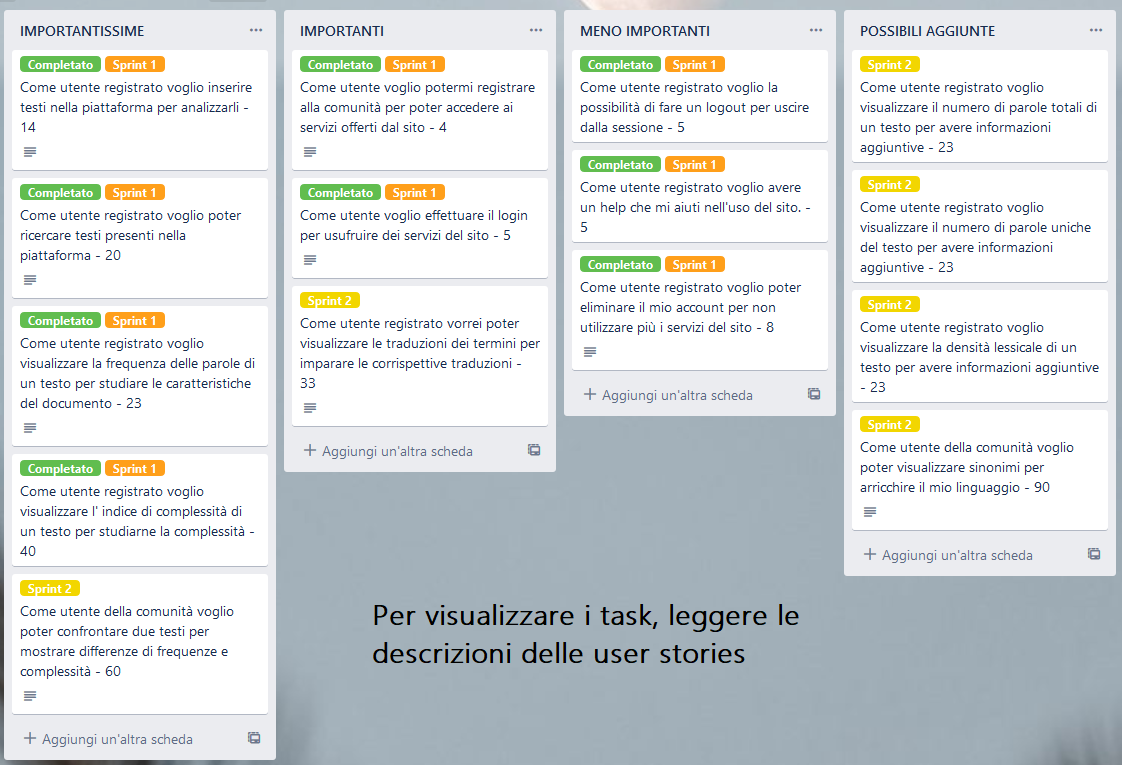 IMPORTANTISSIME
Completato Sprint 1
Come utente registrato voglio inserire
testi nella piattaforma per analizzarli -
14
Completato Sprint 1
Come utente registrato voglio poter
ricercare testi presenti nella
piattaforma - 20
Completato Sprint 1
Come utente registrato voglio
visualizzare la frequenza delle parole di
un testo per studiare le caratteristiche
del documento - 23
Completato Sprint 1
Come utente registrato voglio
visualizzare l' indice di complessità di
un testo per studiarne la complessità -
40
Sprint 2
Come utente della comunità voglio
poter confrontare due testi per
mostrare differenze di frequenze e
complessità - 60
+ Aggiungi un'altra scheda
IMPORTANTI
Completato Sprint 1
Come utente voglio potermi registrare
alla comunità per poter accedere ai
servizi offerti dal sito - 4
Completato Sprint 1
Come utente voglio effettuare il login
per usufruire dei servizi del sito - 5
Sprint 2
Come utente registrato vorrei poter
visualizzare le traduzioni dei termini per
imparare le corrispettive traduzioni -
33
+ Aggiungi un'altra scheda
MENO IMPORTANTI
Completato Sprint 1
Come utente registrato voglio la
possibilità di fare un logout per uscire
dalla sessione - 5
Completato Sprint 1
Come utente registrato voglio avere
un help che mi aiuti nell'uso del sito. -
5
Completato Sprint 1
Come utente registrato voglio poter
eliminare il mio account per non
utilizzare più i servizi del sito - 8
+ Aggiungi un'altra scheda
POSSIBILI AGGIUNTE
Sprint 2
Come utente registrato voglio
visualizzare il numero di parole totali di
un testo per avere informazioni
aggiuntive - 23
Sprint 2
Come utente registrato voglio
visualizzare il numero di parole uniche
del testo per avere informazioni
aggiuntive - 23
Sprint 2
Come utente registrato voglio
visualizzare la densità lessicale di un
testo per avere informazioni aggiuntive
- 23
Sprint 2
Come utente della comunità voglio
poter visualizzare sinonimi per
arricchire il mio linguaggio - 90
+ Aggiungi un'altra scheda
Per visualizzare i task, leggere le
descrizioni delle user stories